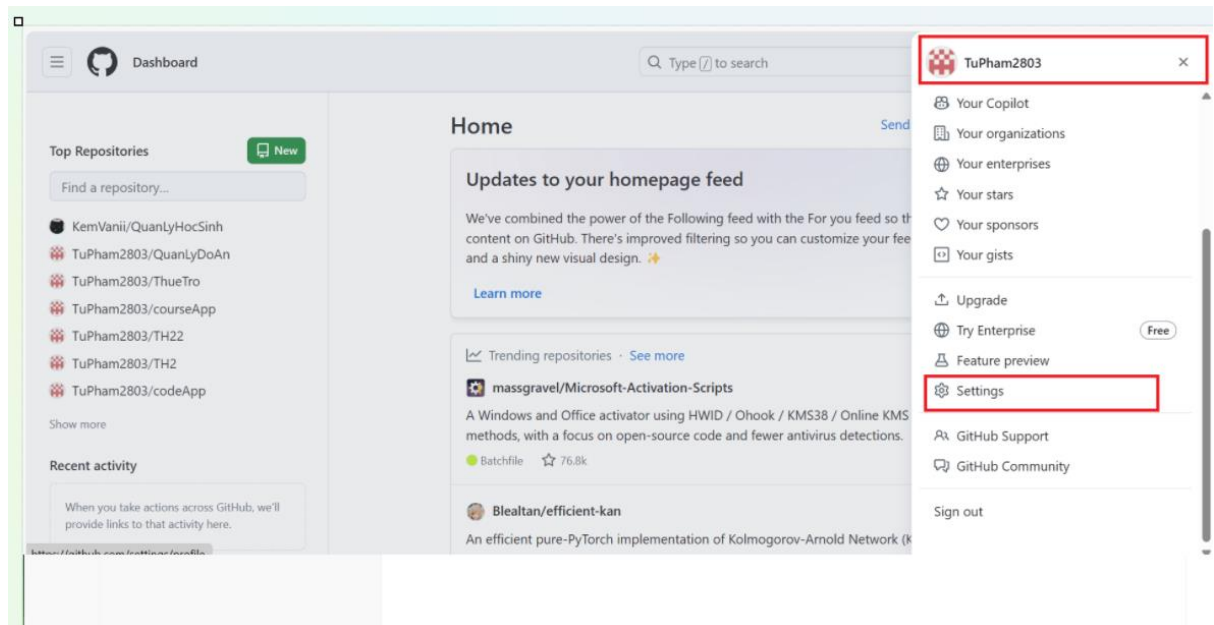 Dashboard
Type / to search
TuPham2803
Top Repositories
New
Find a repository...
KemVanii/QuanLyHocSinh
TuPham2803/QuanLyDoAn
TuPham2803/ThueTro
TuPham2803/courseApp
TuPham2803/TH22
TuPham2803/TH2
TuPham2803/codeApp
Show more
Recent activity
When you take actions across GitHub, we'll
provide links to that activity here.
https://github.com/settings/profile
Home
Send
Updates to your homepage feed
We've combined the power of the Following feed with the For you feed so th
content on GitHub. There's improved filtering so you can customize your fee
and a shiny new visual design. ✨
Learn more
Trending repositories · See more
massgravel/Microsoft-Activation-Scripts
A Windows and Office activator using HWID / Ohook / KMS38 / Online KMS
methods, with a focus on open-source code and fewer antivirus detections.
Batchfile 76.8k
Blealtan/efficient-kan
An efficient pure-PyTorch implementation of Kolmogorov-Arnold Network (K
Your Copilot
Your organizations
Your enterprises
Your stars
Your sponsors
Your gists
Upgrade
Try Enterprise Free
Feature preview
Settings
GitHub Support
GitHub Community
Sign out